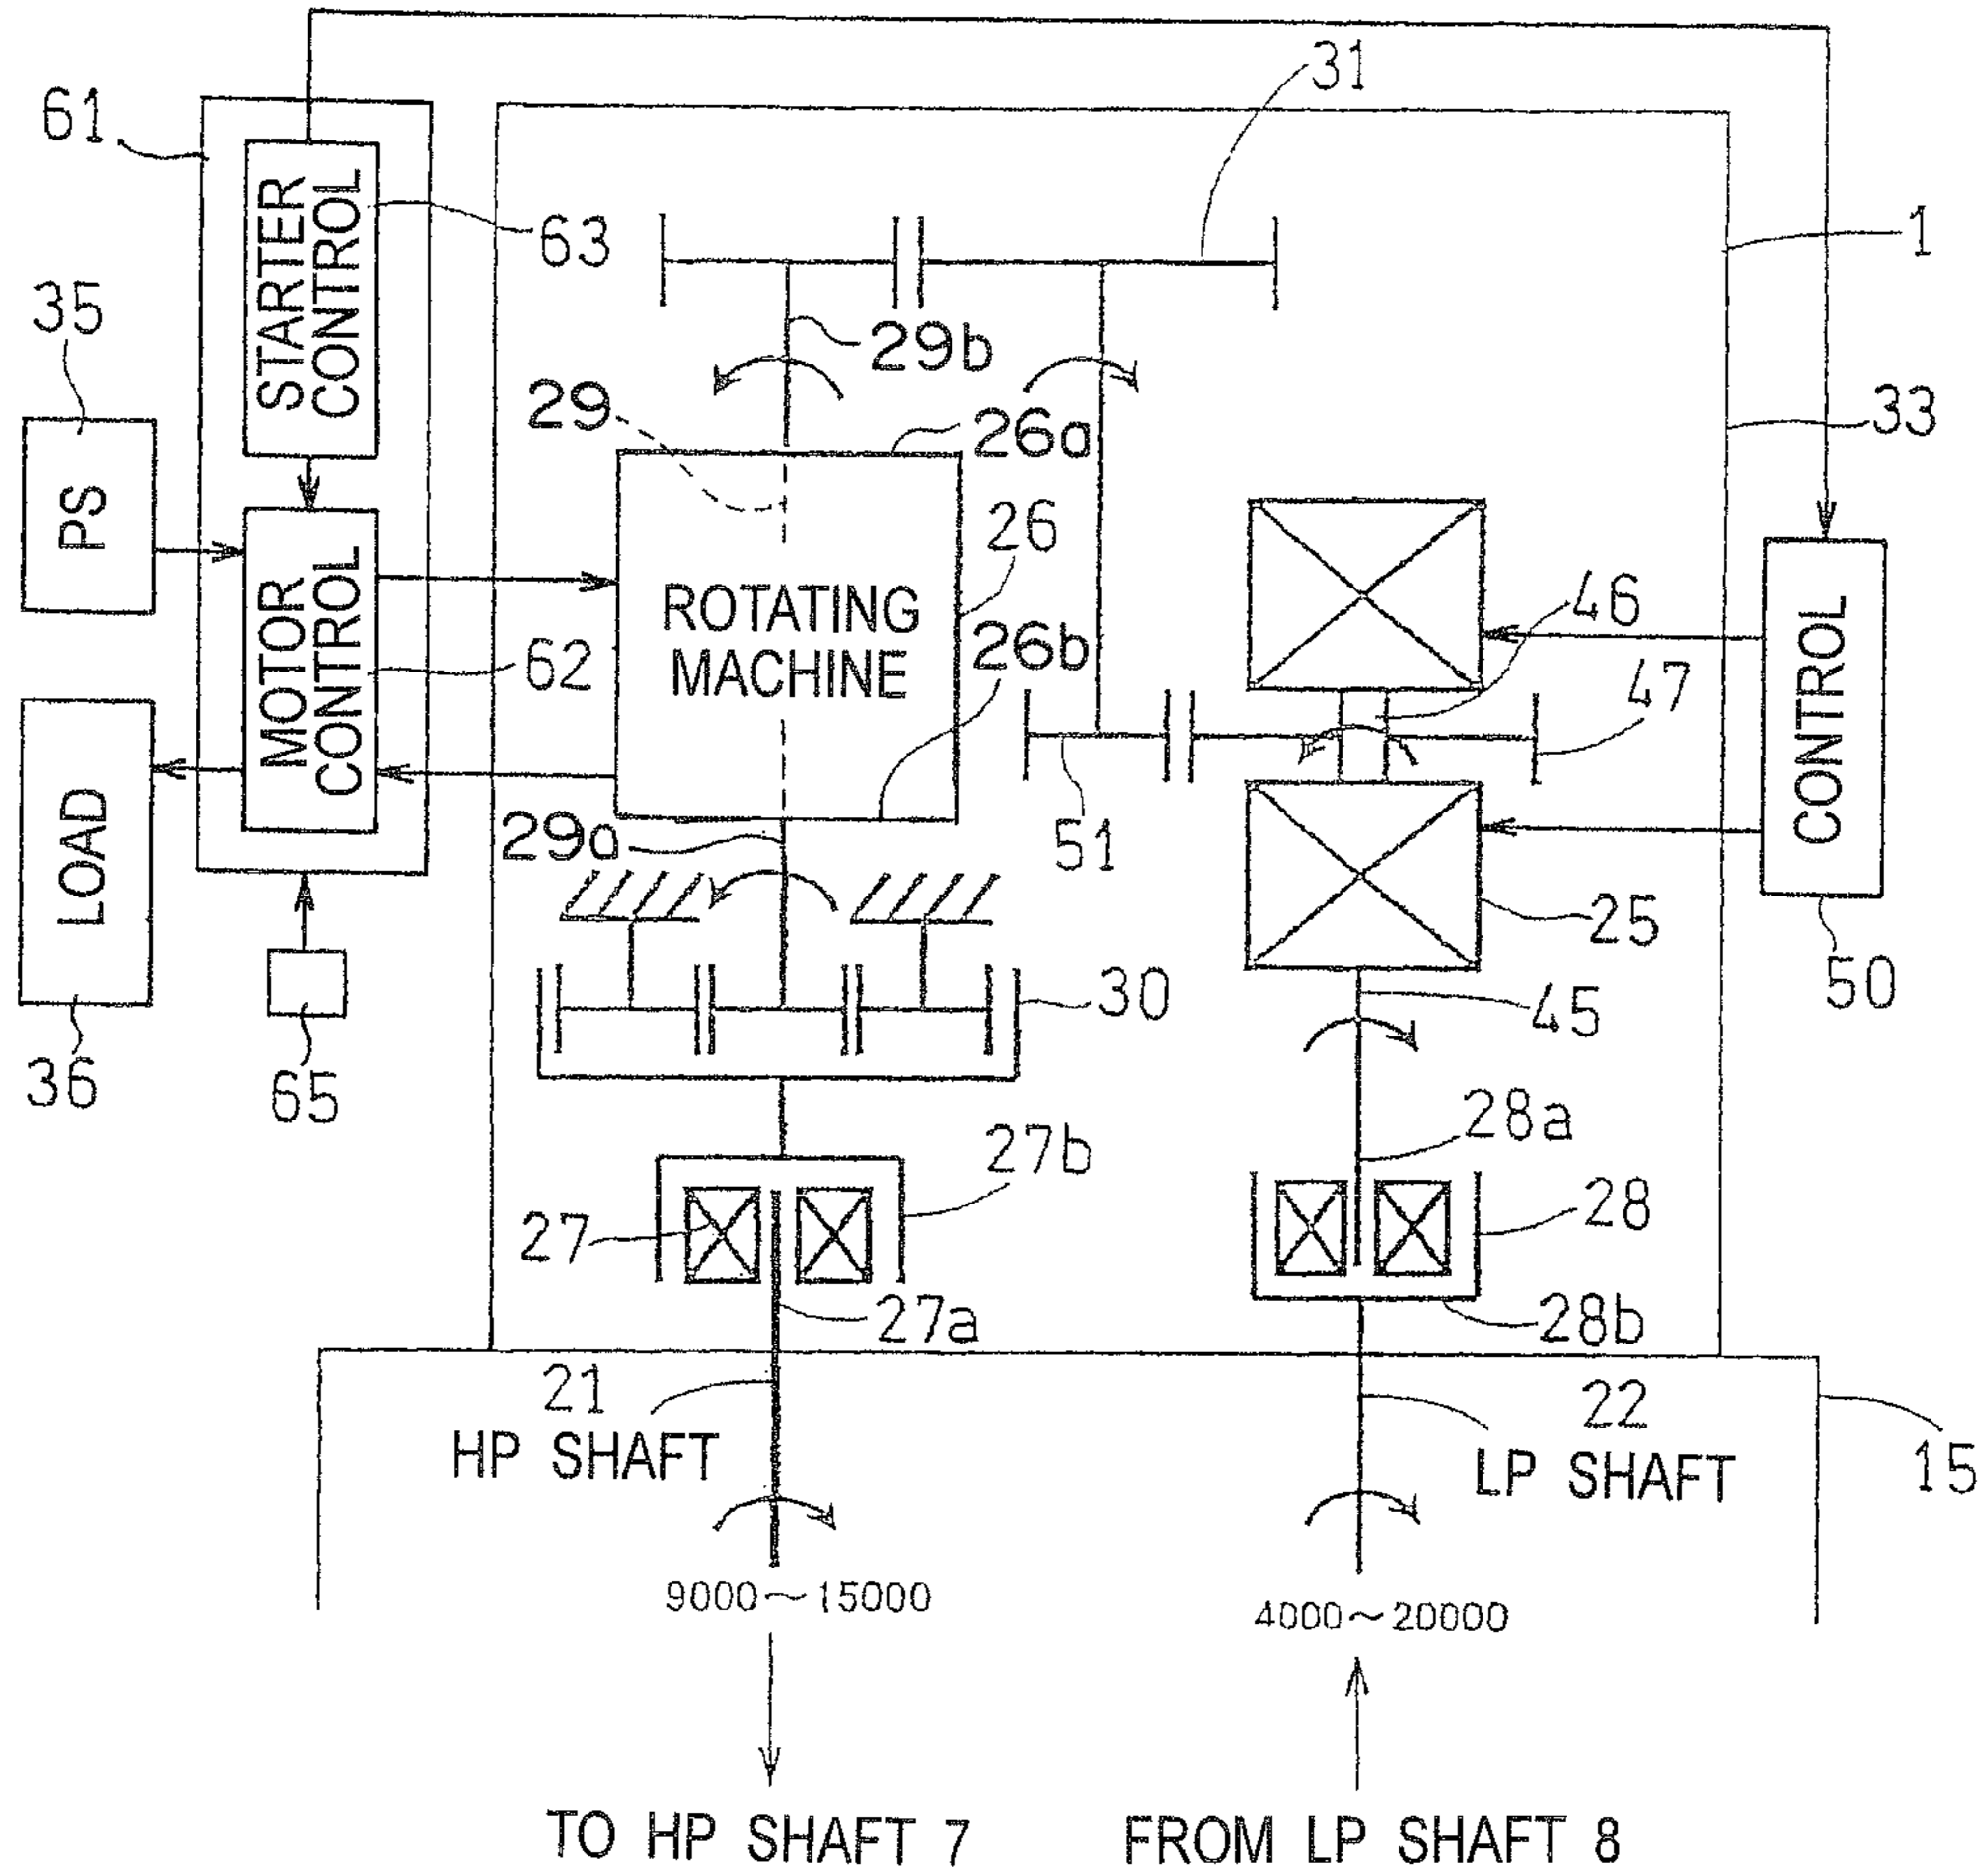 31
61
STARTER
CONTROL
63
1
35
29b
33
29
26a
PS
26
ROTATING
MACHINE
46
MOTOR
CONTROL
62
26b
47
CONTROL
LOAD
29a
51
25
50
30
45
36
65
28a
27b
27
28
27a
28b
21
HP SHAFT
22
LP SHAFT
15
9000~15000
4000~20000
TO HP SHAFT 7
FROM LP SHAFT 8